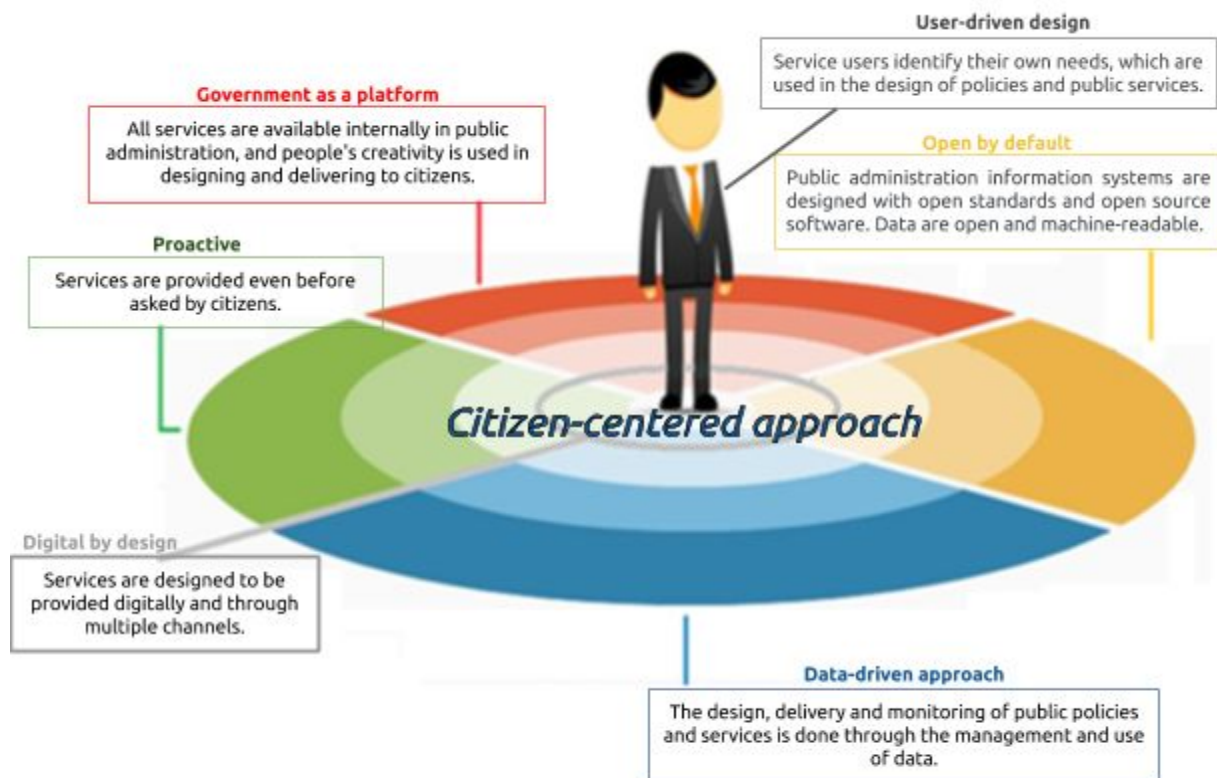 User-driven design
Service users identify their own needs, which are
used in the design of policies and public services.
Government as a platform
All services are available internally in public
administration, and people's creativity is used in
designing and delivering to citizens.
Open by default
Public administration information systems are
designed with open standards and open source
software. Data are open and machine-readable.
Proactive
Services are provided even before
asked by citizens.
Citizen-centered approach
Digital by design
Services are designed to be
provided digitally and through
multiple channels.
Data-driven approach
The design, delivery and monitoring of public policies
and services is done through the management and use
of data.